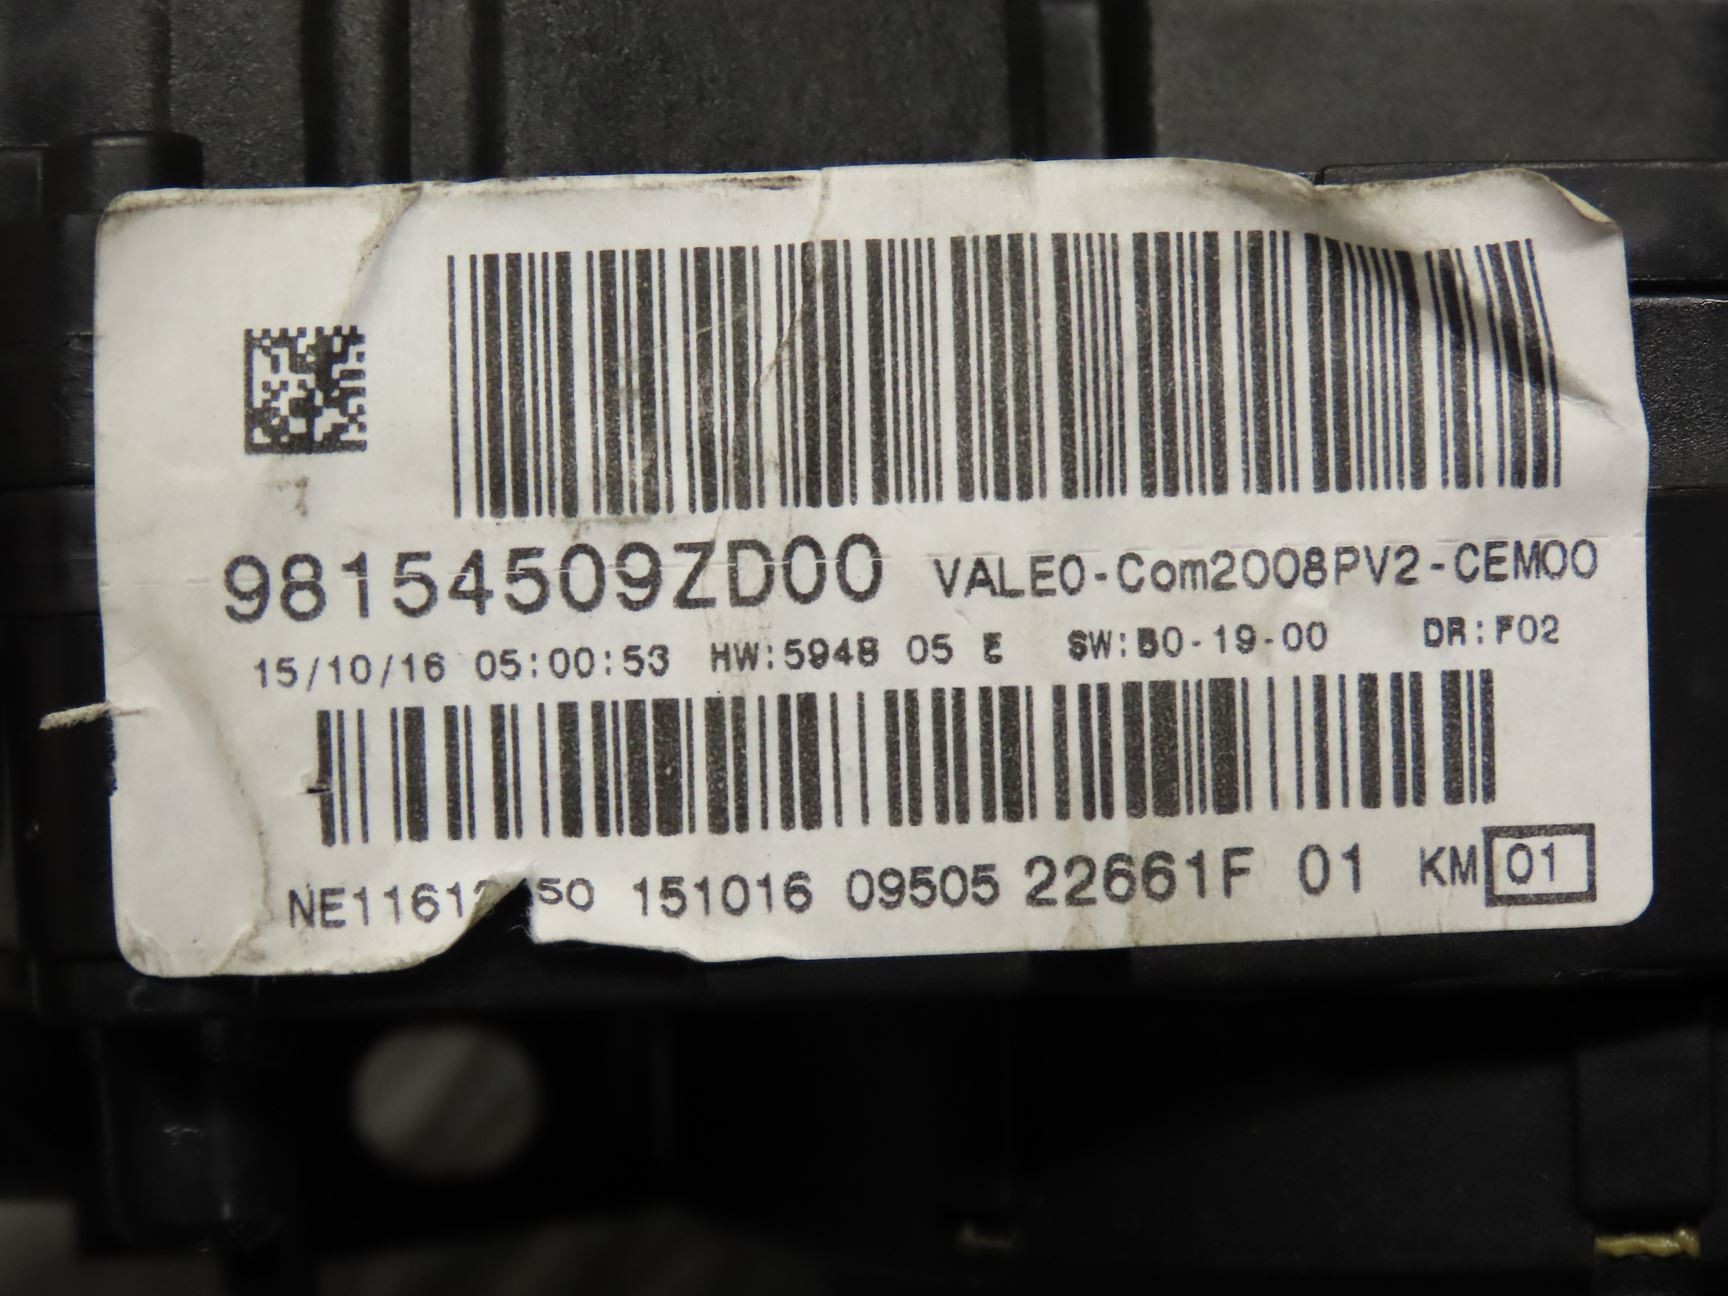 98154509ZD00 VALEO-Com2008PV2-CEM00
15/10/16 05:00:53 HW:5948 05 E SW:B0-19-00 DR:F02
151016 09505 22661F 01 KM 01